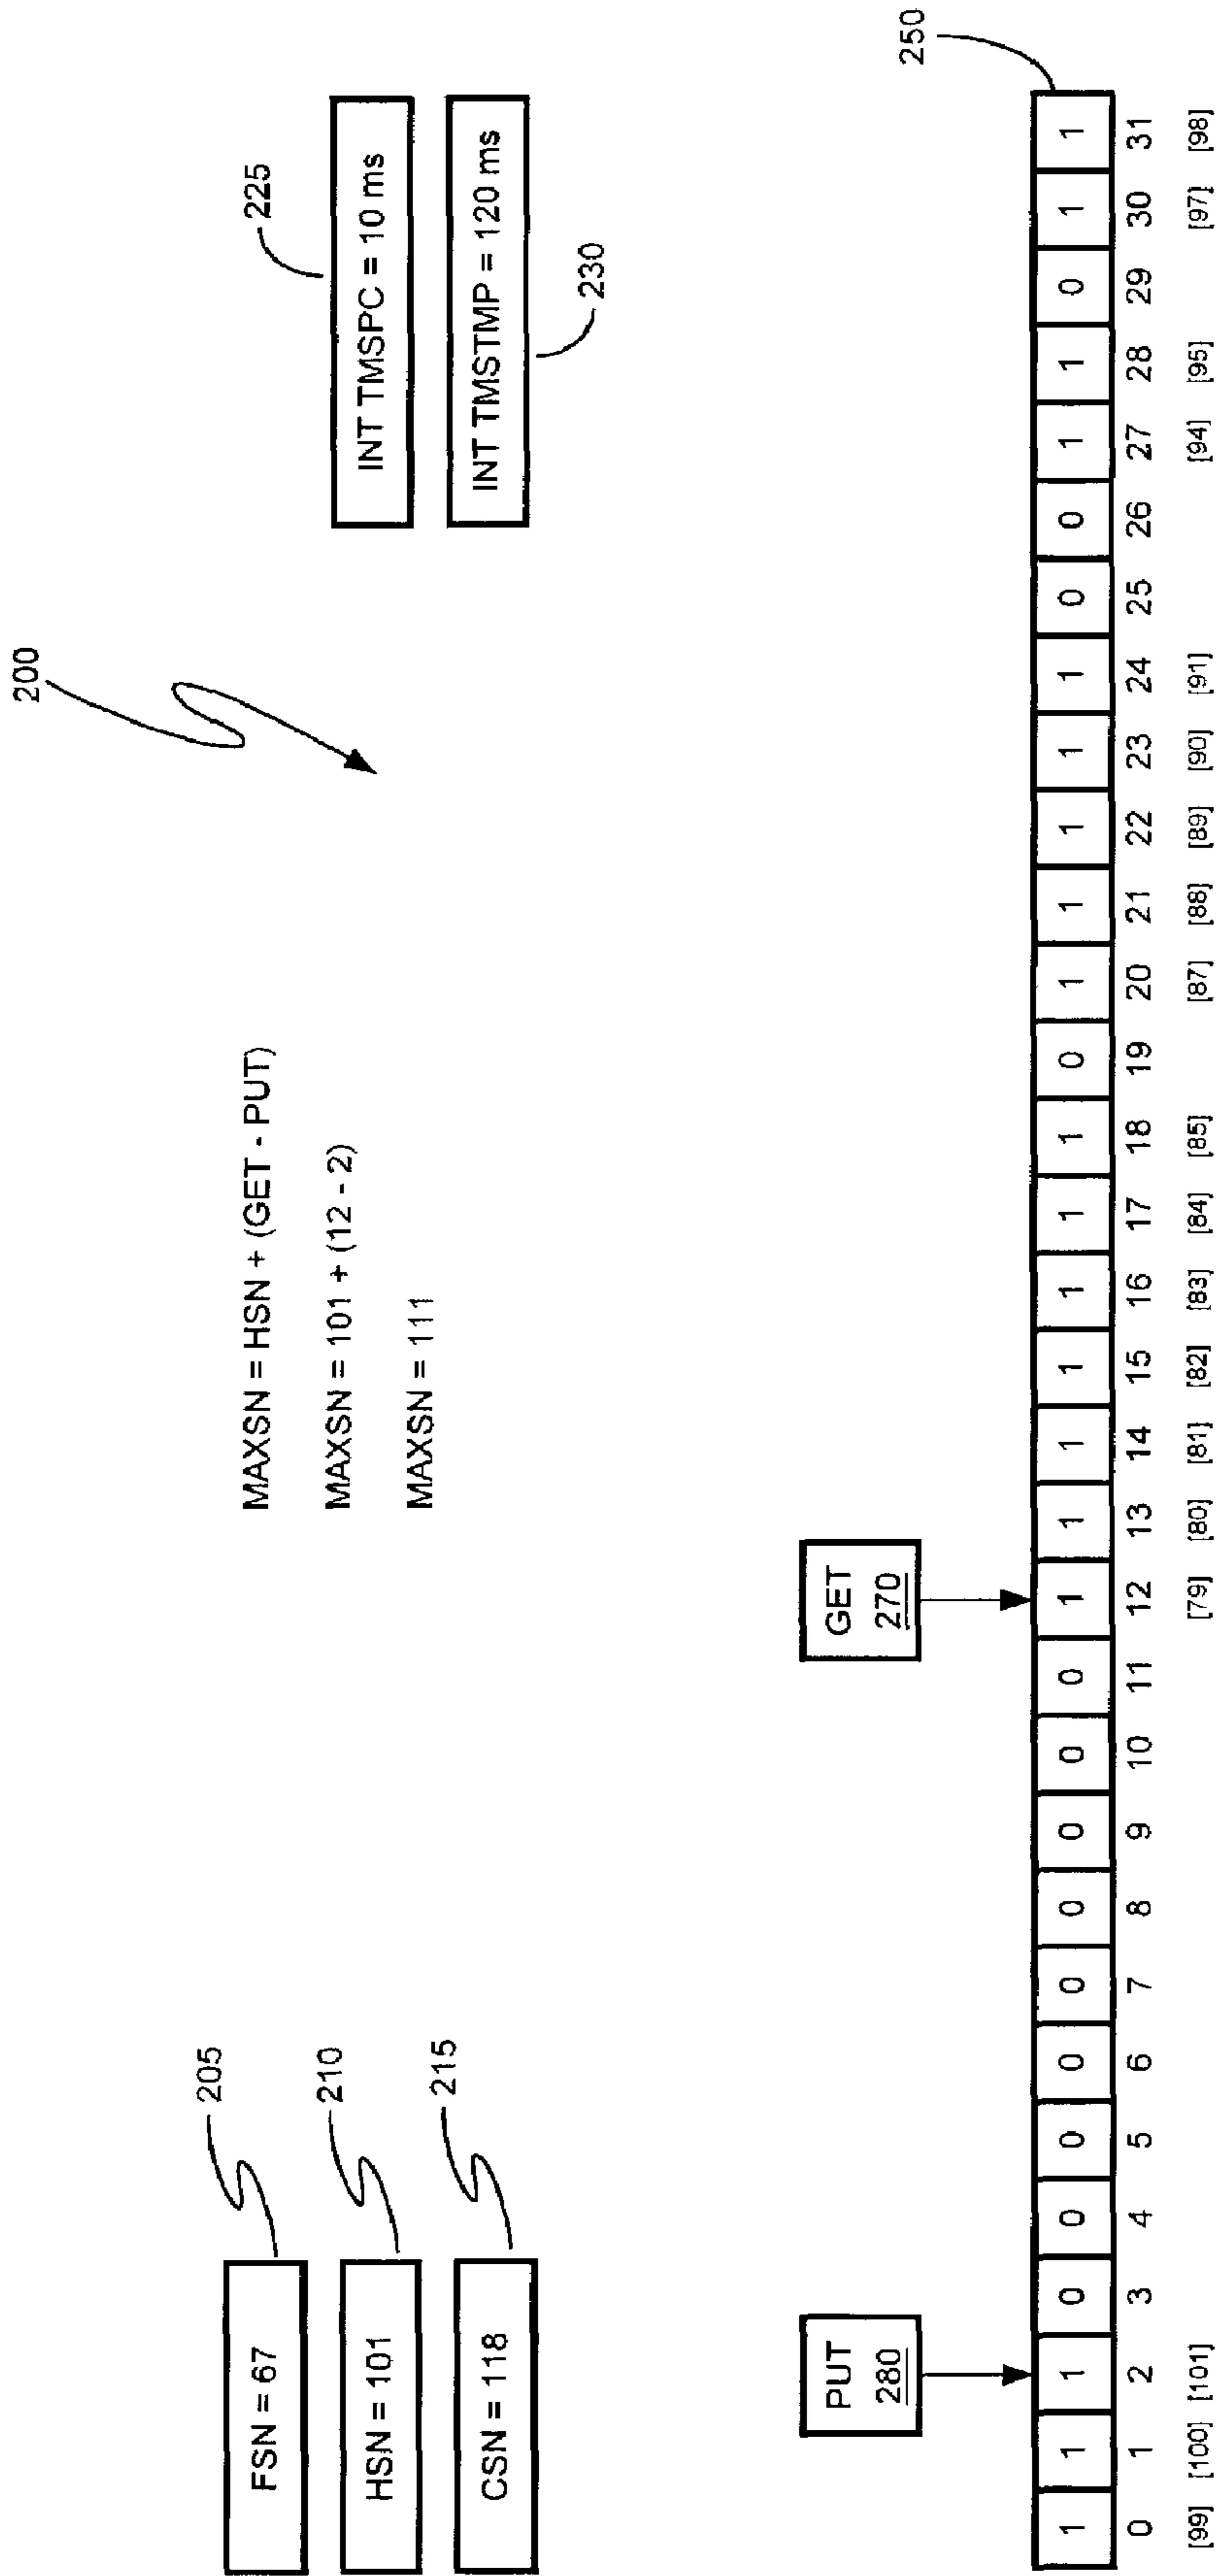 200
FSN = 67
205
HSN = 101
210
CSN = 118
215
MAXSN = HSN + (GET - PUT)
MAXSN = 101 + (12 - 2)
MAXSN = 111
225
INT TMSPC = 10 ms
INT TMSTMP = 120 ms
230
PUT
280
GET
270
250
1 1 1 0 0 0 0 0 0 0 0 0 1 1 1 1 1 1 1 0 1 1 1 1 1 0 0 1 1 0 1 1
0 1 2 3 4 5 6 7 8 9 10 11 12 13 14 15 16 17 18 19 20 21 22 23 24 25 26 27 28 29 30 31
[99] [100] [101] [79] [80] [81] [82] [83] [84] [85] [87] [88] [89] [90] [91] [94] [95] [97] [98]